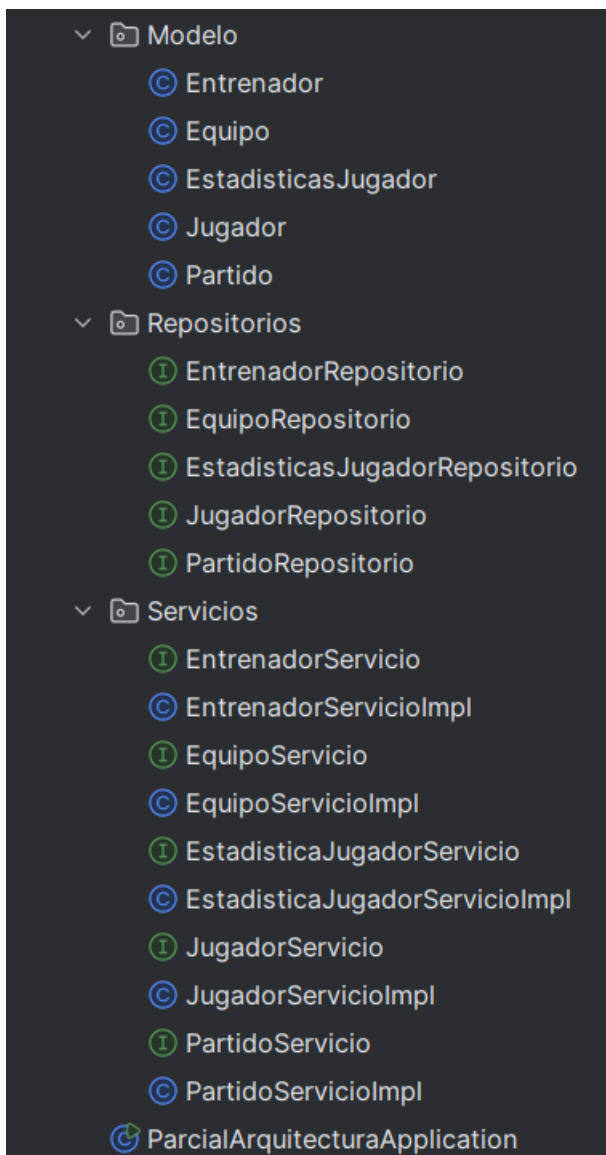 Modelo
Entrenador
Equipo
EstadisticasJugador
Jugador
Partido
Repositorios
EntrenadorRepositorio
EquipoRepositorio
EstadisticasJugadorRepositorio
JugadorRepositorio
PartidoRepositorio
Servicios
EntrenadorServicio
EntrenadorServicioImpl
EquipoServicio
EquipoServicioImpl
EstadisticaJugadorServicio
EstadisticaJugadorServicioImpl
JugadorServicio
JugadorServicioImpl
PartidoServicio
PartidoServicioImpl
ParcialArquitecturaApplication